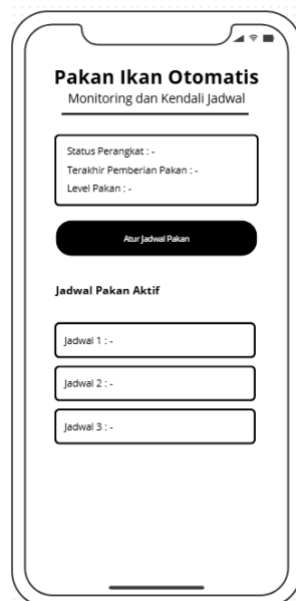 Pakan Ikan Otomatis
Monitoring dan Kendali Jadwal
Status Perangkat : -
Terakhir Pemberian Pakan : -
Level Pakan : -
Atur Jadwal Pakan
Jadwal Pakan Aktif
Jadwal 1 : -
Jadwal 2 : -
Jadwal 3 : -